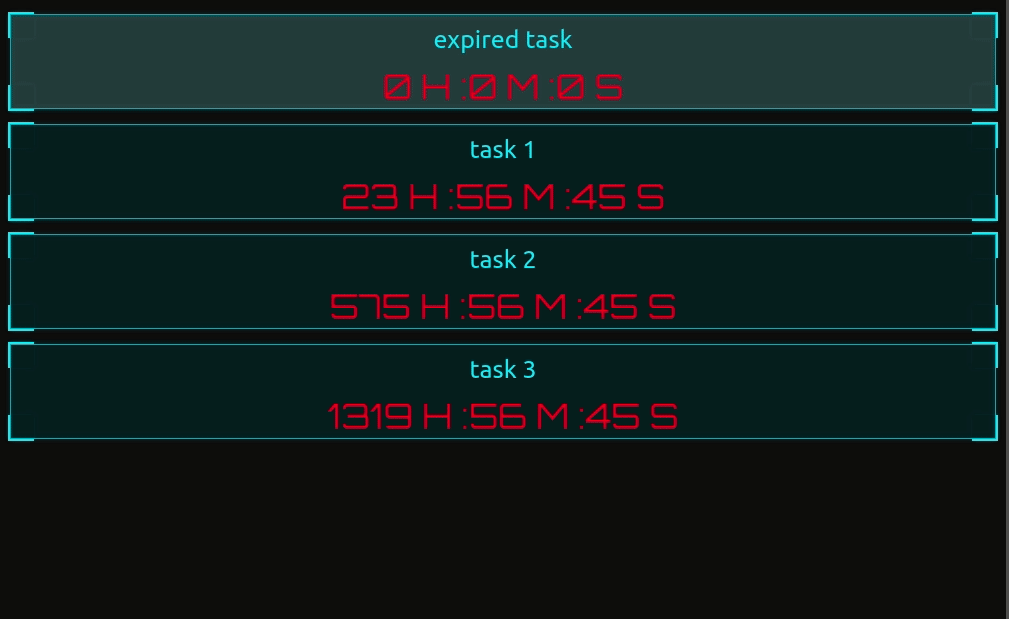 expired task
0 H :0 M :0 S
task 1
23 H :56 M :45 S
task 2
575 H :56 M :45 S
task 3
1319 H :56 M :45 S